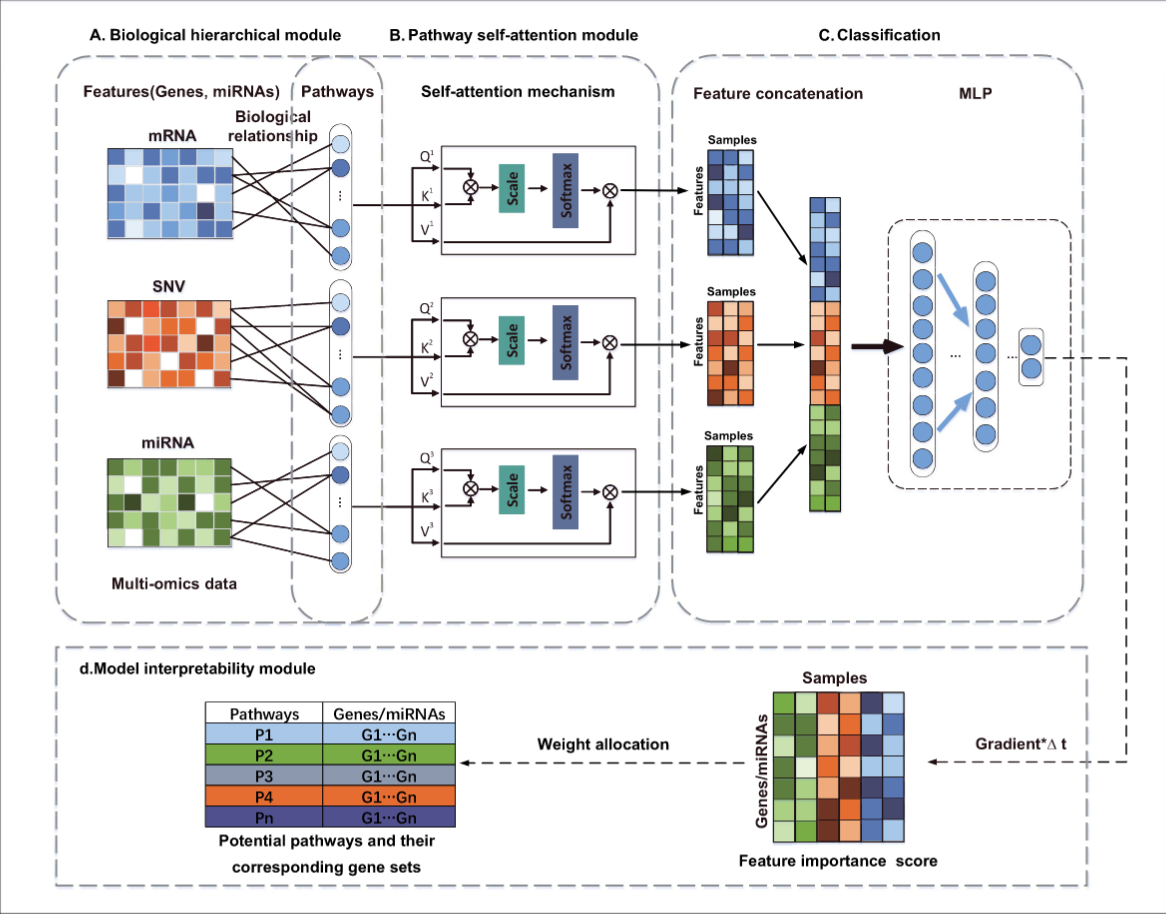 A. Biological hierarchical module
B. Pathway self-attention module
C. Classification
Features(Genes, miRNAs)
Pathways
Self-attention mechanism
Feature concatenation
MLP
Biological
relationship
mRNA
Q1
K1
V1
Scale
Softmax
Samples
Features
SNV
Q2
K2
V2
Scale
Softmax
Samples
Features
miRNA
Q3
K3
V3
Scale
Softmax
Samples
Features
Multi-omics data
...
...
d.Model interpretability module
Pathways Genes/miRNAs
P1 G1···Gn
P2 G1···Gn
P3 G1···Gn
P4 G1···Gn
Pn G1···Gn
Potential pathways and their
corresponding gene sets
Weight allocation
Samples
Genes/miRNAs
Feature importance score
Gradient*Δ t